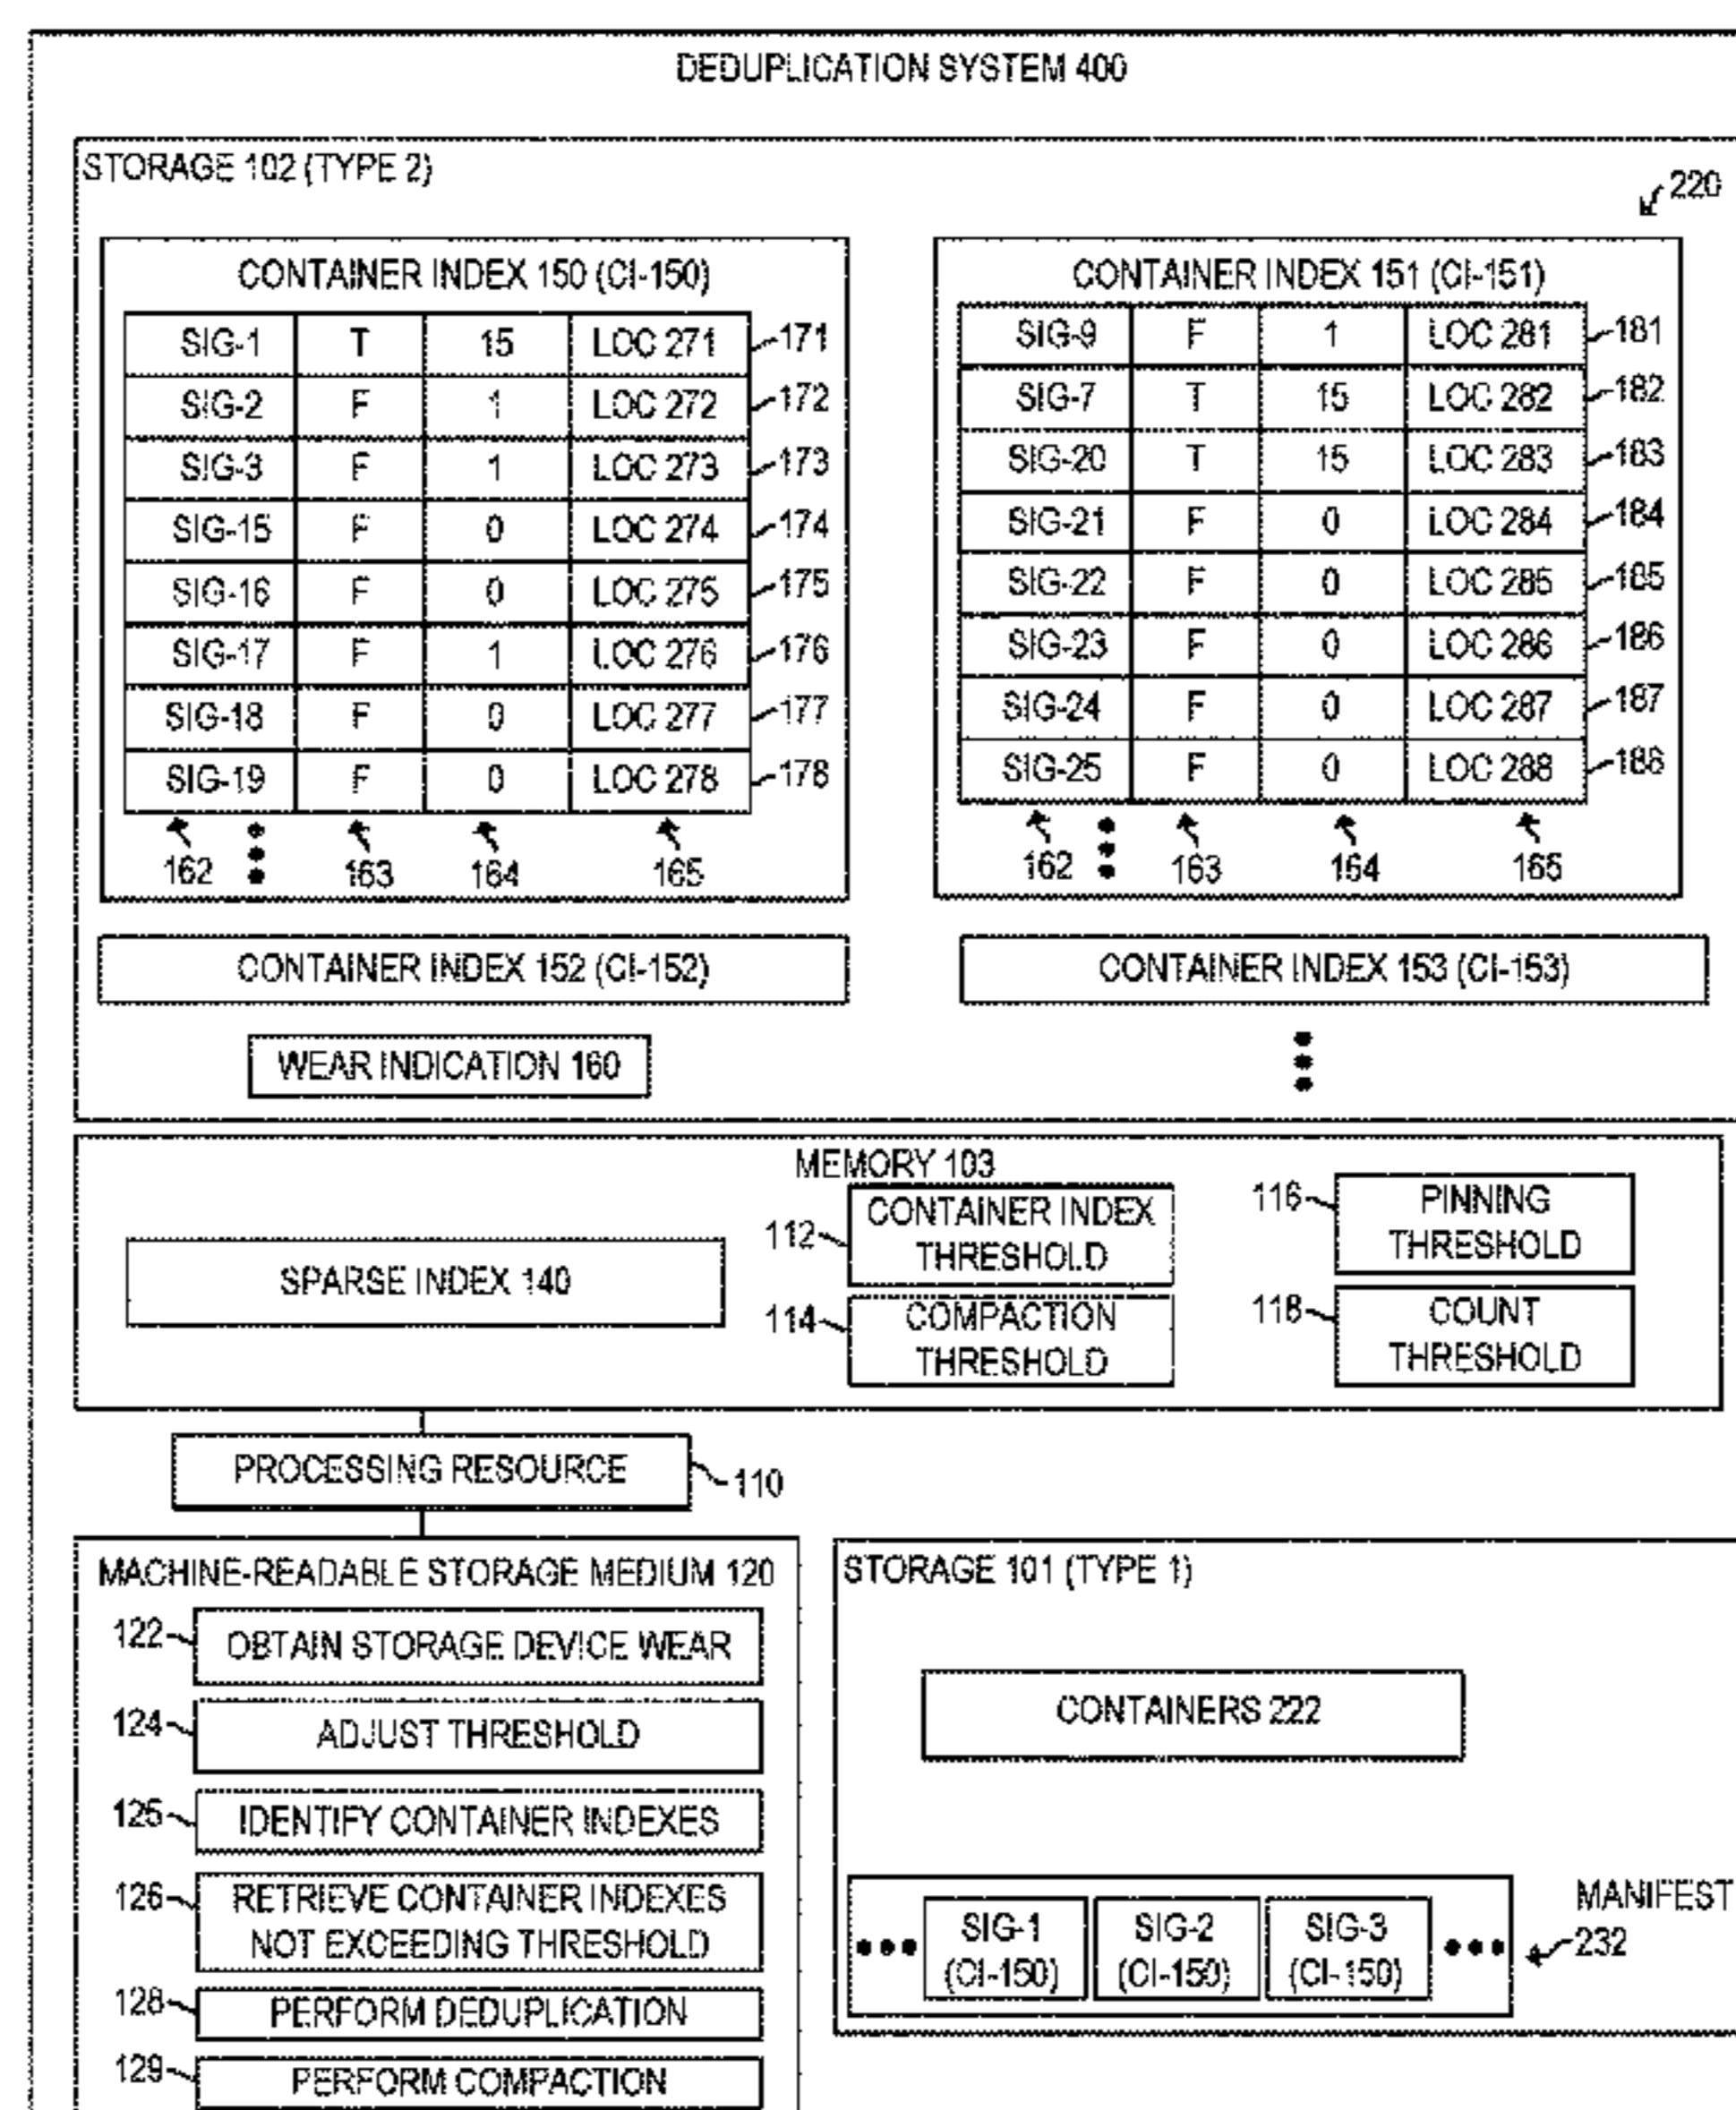 DEDUPLICATION SYSTEM 400
STORAGE 102 (TYPE 2)
220
CONTAINER INDEX 150 (CI-150)
SIG-1 T 15 LOC 271 171
SIG-2 F 1 LOC 272 172
SIG-3 F 1 LOC 273 173
SIG-15 F 0 LOC 274 174
SIG-16 F 0 LOC 275 175
SIG-17 F 1 LOC 276 176
SIG-18 F 0 LOC 277 177
SIG-19 F 0 LOC 278 178
162 163 164 165
CONTAINER INDEX 151 (CI-151)
SIG-9 F 1 LOC 281 181
SIG-7 T 15 LOC 282 182
SIG-20 T 15 LOC 283 183
SIG-21 F 0 LOC 284 184
SIG-22 F 0 LOC 285 185
SIG-23 F 0 LOC 286 186
SIG-24 F 0 LOC 287 187
SIG-25 F 0 LOC 288 188
162 163 164 165
CONTAINER INDEX 152 (CI-152)
CONTAINER INDEX 153 (CI-153)
WEAR INDICATION 160
MEMORY 103
SPARSE INDEX 140
112 CONTAINER INDEX
THRESHOLD
116 PINNING
THRESHOLD
114 COMPACTION
THRESHOLD
118 COUNT
THRESHOLD
PROCESSING RESOURCE 110
MACHINE-READABLE STORAGE MEDIUM 120
122 OBTAIN STORAGE DEVICE WEAR
124 ADJUST THRESHOLD
125 IDENTIFY CONTAINER INDEXES
126 RETRIEVE CONTAINER INDEXES
NOT EXCEEDING THRESHOLD
128 PERFORM DEDUPLICATION
129 PERFORM COMPACTION
STORAGE 101 (TYPE 1)
CONTAINERS 222
SIG-1
(CI-150)
SIG-2
(CI-150)
SIG-3
(CI-150)
MANIFEST
232